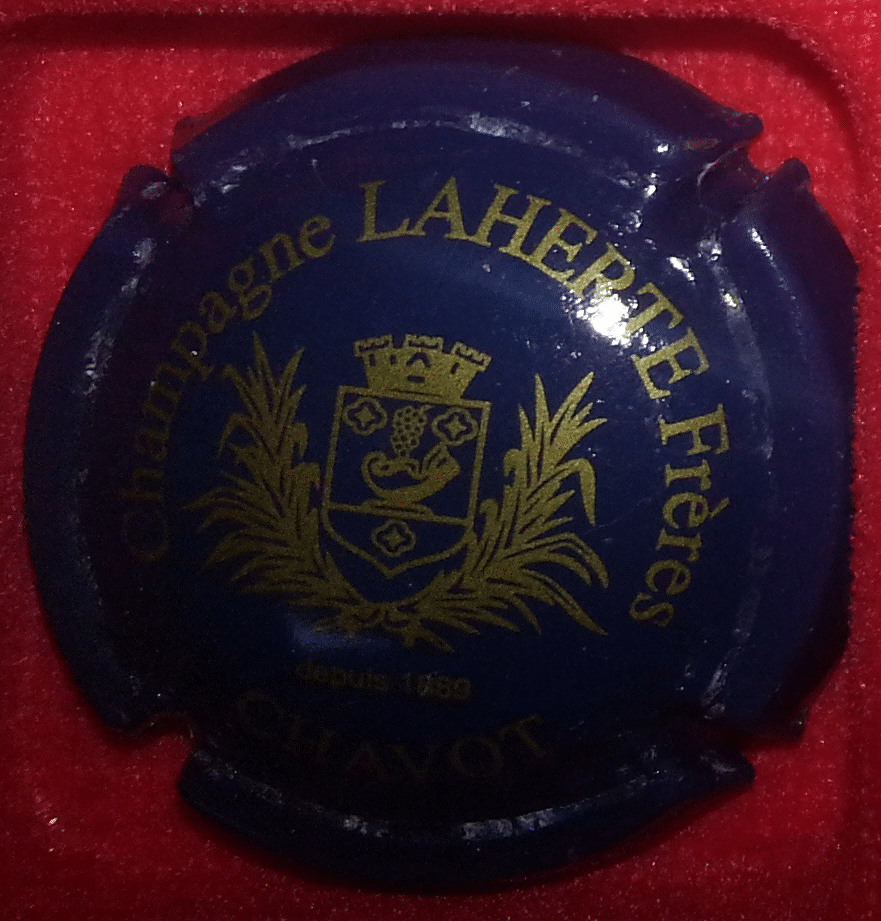 Champagne LAHERTE Frères
depuis 1889
CHAVOT